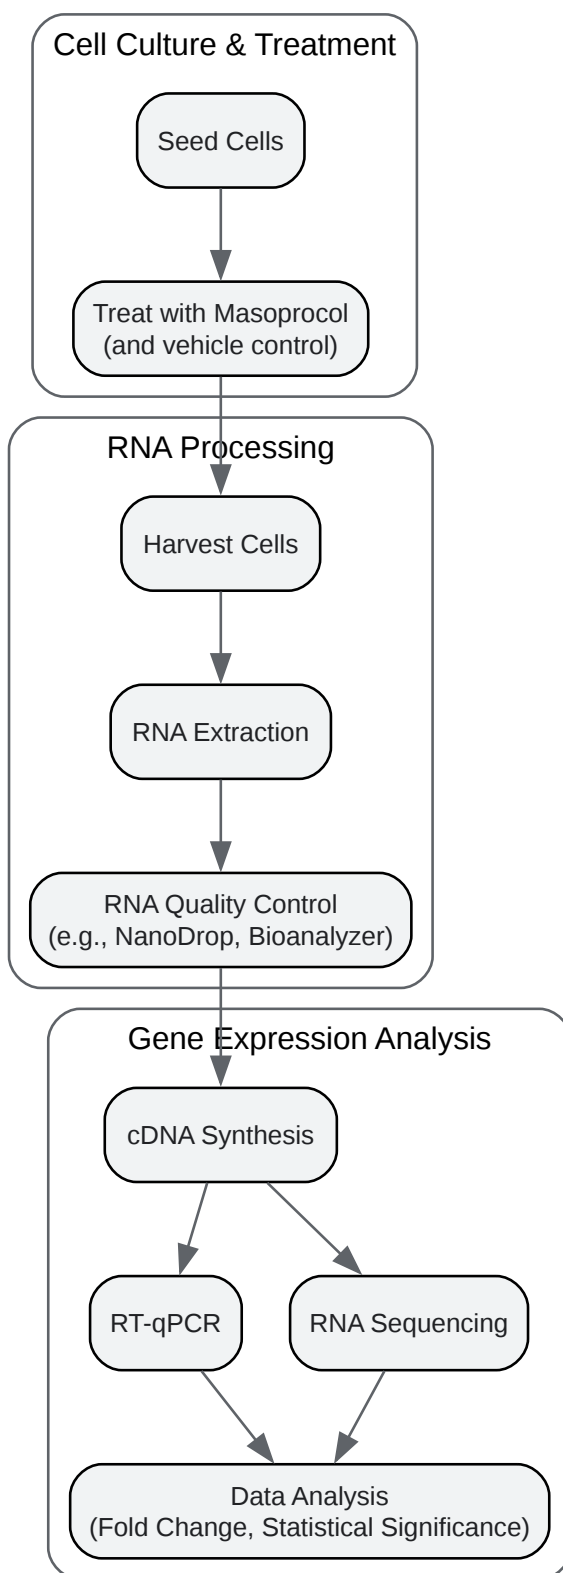 Cell Culture & Treatment
Seed Cells
Treat with Masoprocol
(and vehicle control)
RNA Processing
Harvest Cells
RNA Extraction
RNA Quality Control
(e.g., NanoDrop, Bioanalyzer)
Gene Expression Analysis
cDNA Synthesis
RT-qPCR
RNA Sequencing
Data Analysis
(Fold Change, Statistical Significance)